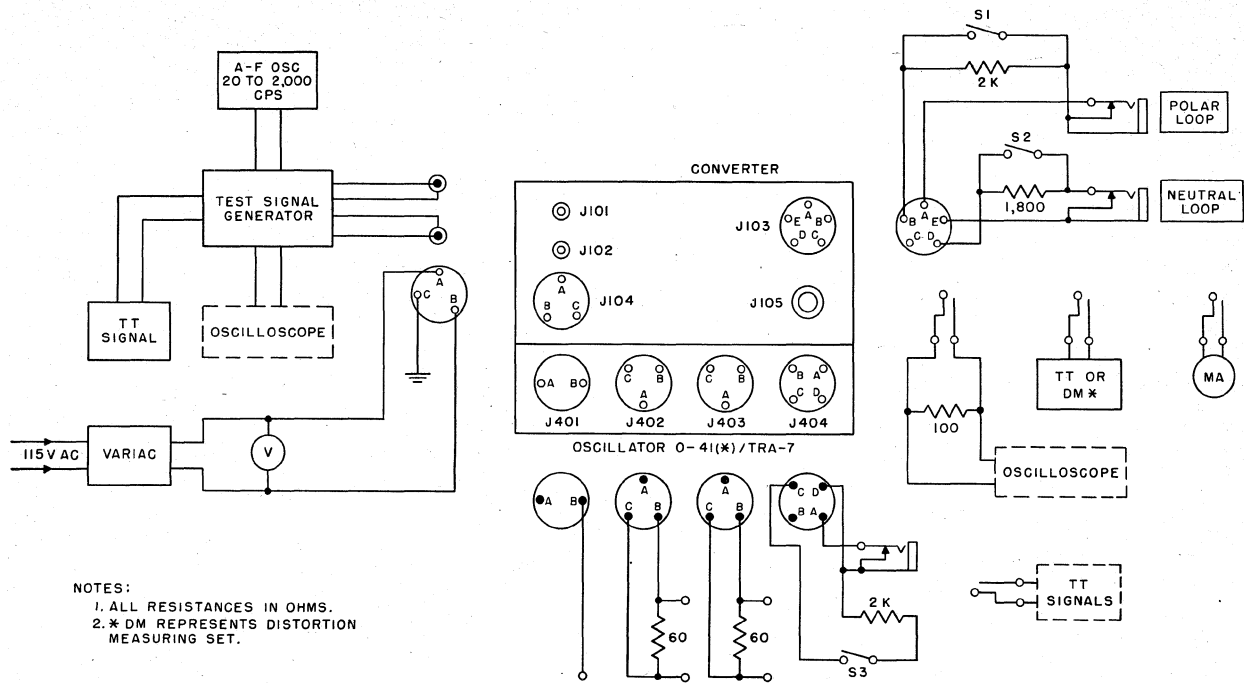 A-F OSC
20 TO 2,000
CPS
TEST SIGNAL
GENERATOR
TT
SIGNAL
OSCILLOSCOPE
A
C
B
115V AC
VARIAC
V
CONVERTER
J101
J102
J103
A
E
B
D
C
J104
A
B
C
J105
A
B
J401
C
B
A
J402
C
B
A
J403
B
A
C
D
J404
OSCILLATOR O-41(*)/TRA-7
A
B
A
C
B
A
C
B
C
D
B
A
60
60
2K
S3
S1
2K
POLAR
LOOP
S2
1,800
NEUTRAL
LOOP
B
A
E
C
D
100
OSCILLOSCOPE
TT OR
DM*
MA
TT
SIGNALS
NOTES:
1. ALL RESISTANCES IN OHMS.
2. * DM REPRESENTS DISTORTION
MEASURING SET.